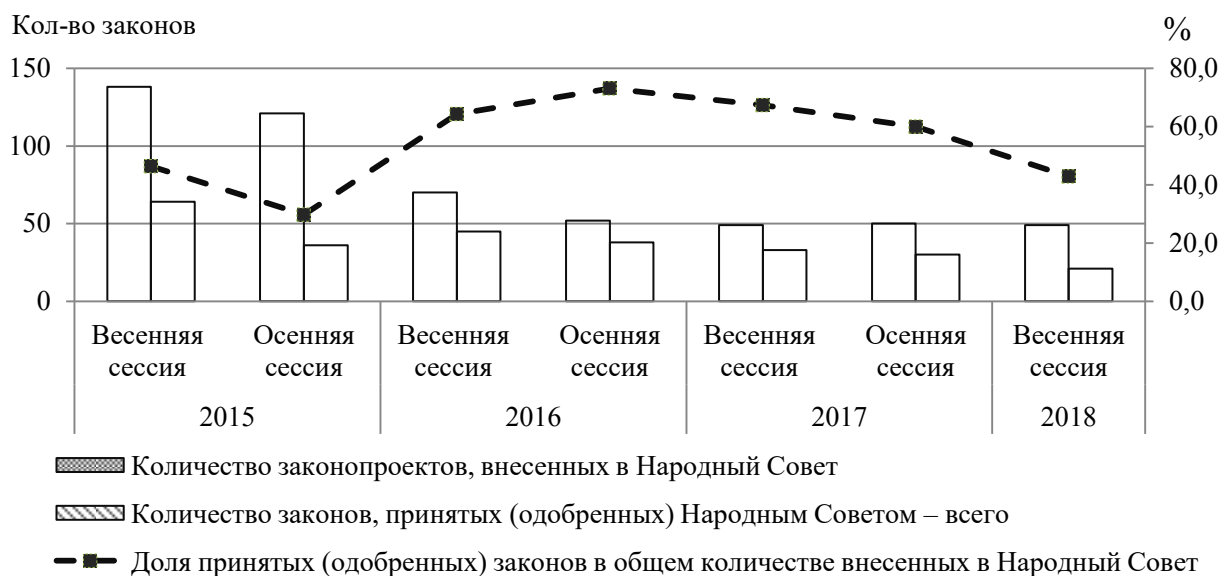 Кол-во законов
%
150
100
50
0
80,0
60,0
40,0
20,0
0,0
Весенняя сессия
Осенняя сессия
Весенняя сессия
Осенняя сессия
Весенняя сессия
Осенняя сессия
Весенняя сессия
2015
2016
2017
2018
Количество законопроектов, внесенных в Народный Совет
Количество законов, принятых (одобренных) Народным Советом – всего
Доля принятых (одобренных) законов в общем количестве внесенных в Народный Совет